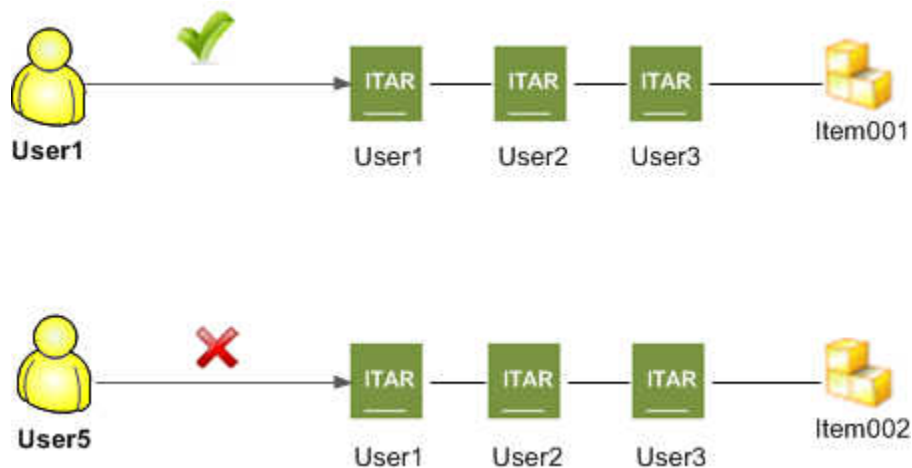 ITAR ITAR ITAR
User1 User1 User2 User3 Item001
ITAR ITAR ITAR
User5 User1 User2 User3 Item002